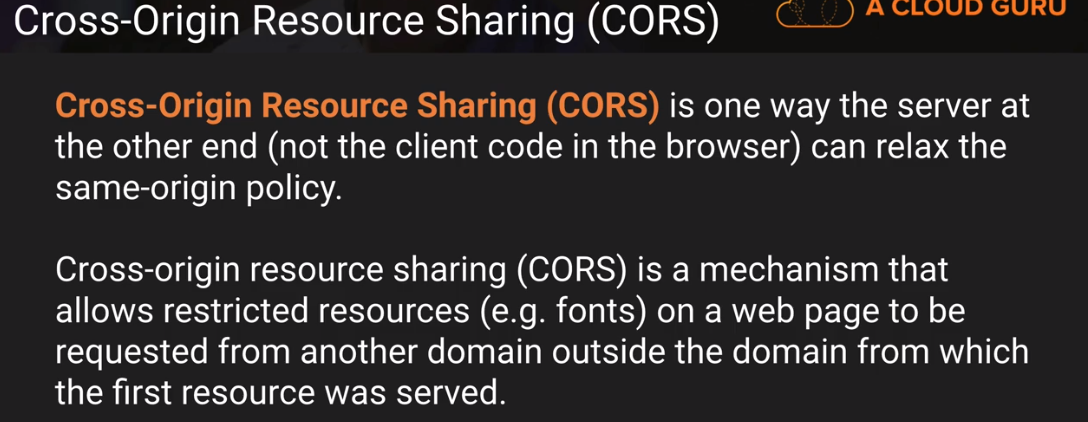 Cross-Origin Resource Sharing (CORS)
A CLOUD GURU
Cross-Origin Resource Sharing (CORS) is one way the server at
the other end (not the client code in the browser) can relax the
same-origin policy.
Cross-origin resource sharing (CORS) is a mechanism that
allows restricted resources (e.g. fonts) on a web page to be
requested from another domain outside the domain from which
the first resource was served.